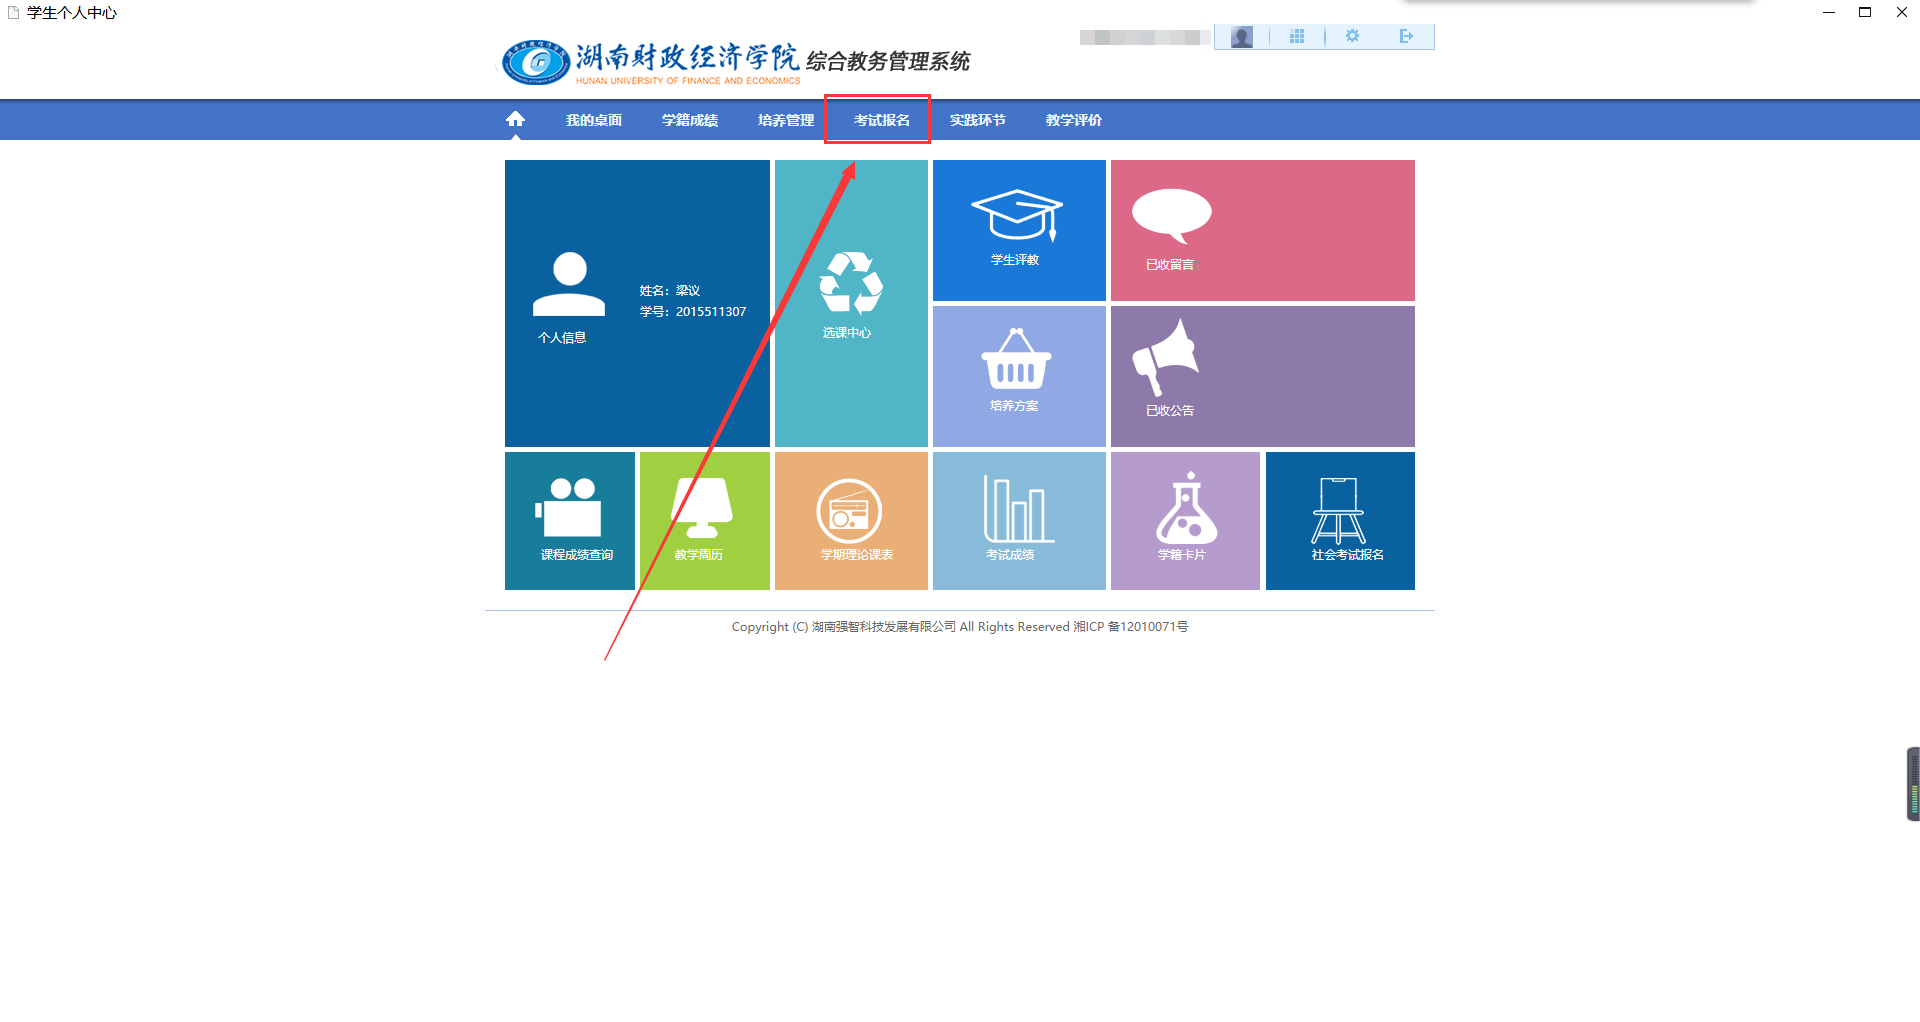 学生个人中心
湖南财政经济学院 综合教务管理系统
HUNAN UNIVERSITY OF FINANCE AND ECONOMICS
我的桌面 学籍成绩 培养管理 考试报名 实践环节 教学评价
姓名：梁议
学号：2015511307
个人信息
选课中心
学生评教
已收留言
培养方案
已收公告
课程成绩查询
教学周历
学期理论课表
考试成绩
学籍卡片
社会考试报名
Copyright (C) 湖南强智科技发展有限公司 All Rights Reserved 湘ICP 备12010071号